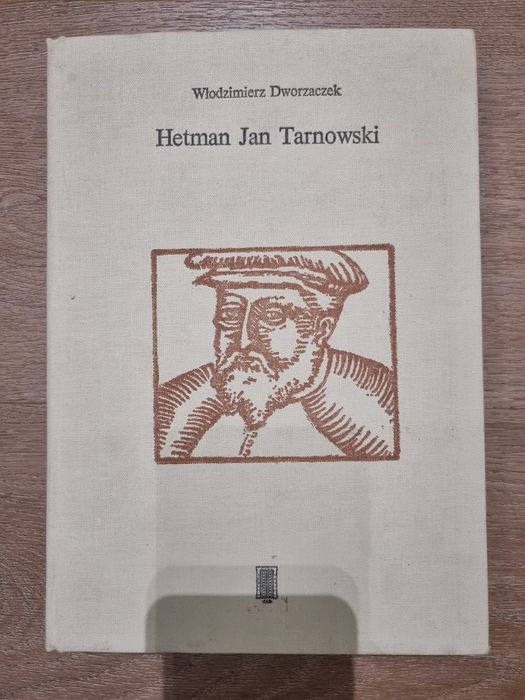 Włodzimierz Dworzaczek
Hetman Jan Tarnowski